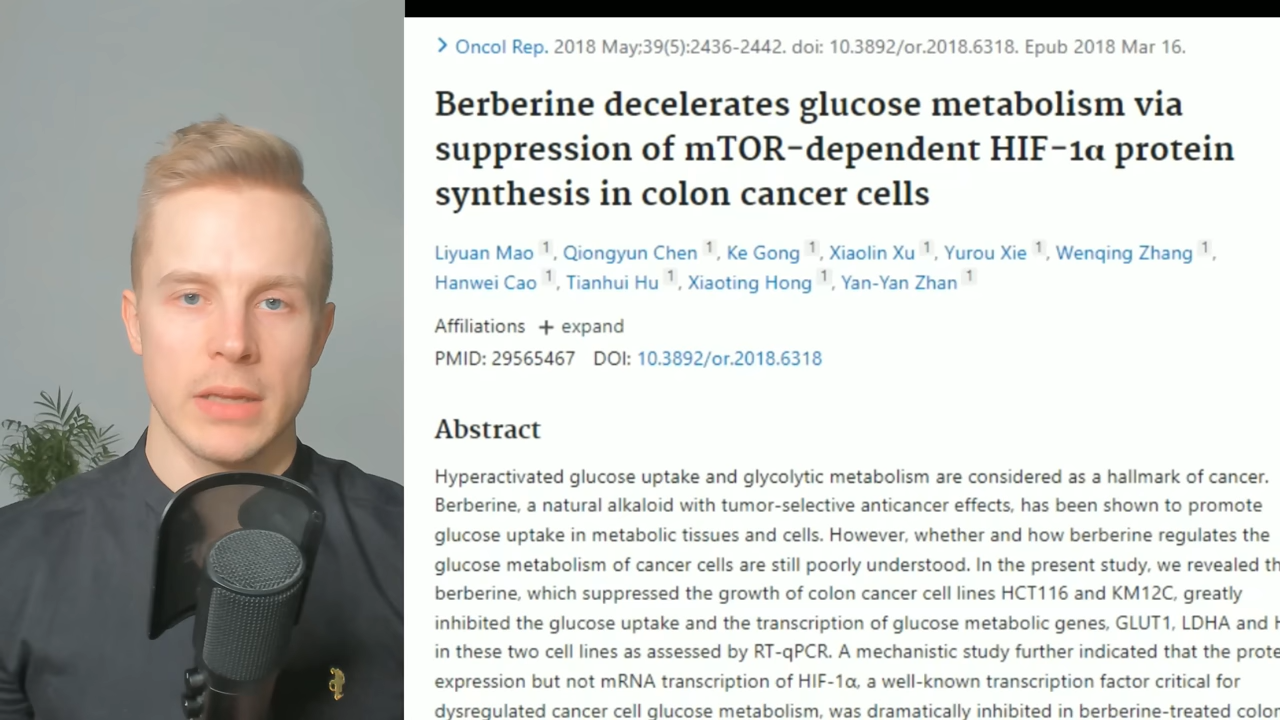 Oncol Rep. 2018 May;39(5):2436-2442. doi: 10.3892/or.2018.6318. Epub 2018 Mar 16.
Berberine decelerates glucose metabolism via
suppression of mTOR-dependent HIF-1α protein
synthesis in colon cancer cells
Liyuan Mao 1, Qiongyun Chen 1, Ke Gong 1, Xiaolin Xu 1, Yurou Xie 1, Wenqing Zhang 1,
Hanwei Cao 1, Tianhui Hu 1, Xiaoting Hong 1, Yan-Yan Zhan 1
Affiliations + expand
PMID: 29565467 DOI: 10.3892/or.2018.6318
Abstract
Hyperactivated glucose uptake and glycolytic metabolism are considered as a hallmark of cancer.
Berberine, a natural alkaloid with tumor-selective anticancer effects, has been shown to promote
glucose uptake in metabolic tissues and cells. However, whether and how berberine regulates the
glucose metabolism of cancer cells are still poorly understood. In the present study, we revealed
berberine, which suppressed the growth of colon cancer cell lines HCT116 and KM12C, greatly
inhibited the glucose uptake and the transcription of glucose metabolic genes, GLUT1, LDHA and
in these two cell lines as assessed by RT-qPCR. A mechanistic study further indicated that the
expression but not mRNA transcription of HIF-1α, a well-known transcription factor critical for
dysregulated cancer cell glucose metabolism, was dramatically inhibited in berberine-treated